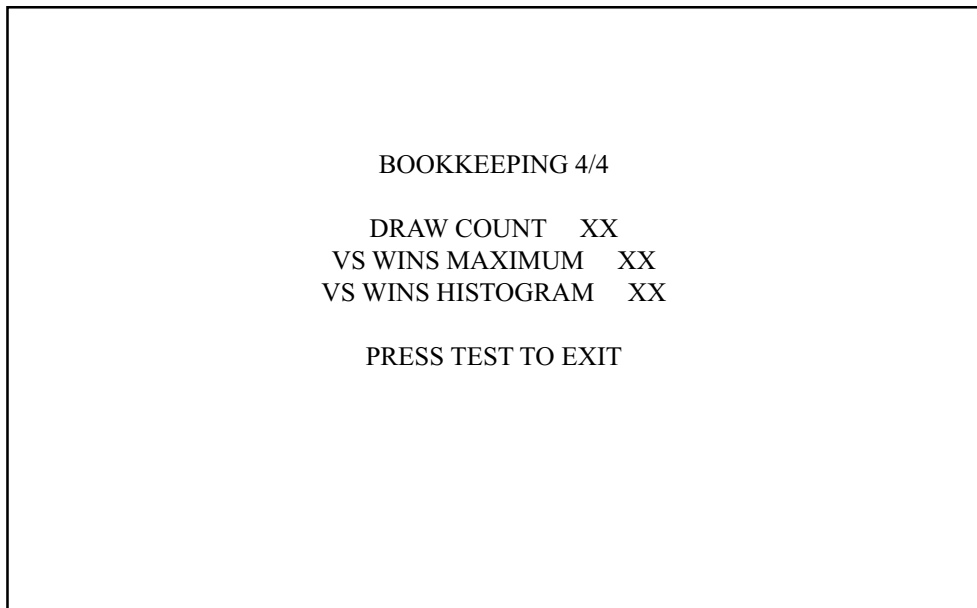 BOOKKEEPING 4/4
DRAW COUNT XX
VS WINS MAXIMUM XX
VS WINS HISTOGRAM XX
PRESS TEST TO EXIT